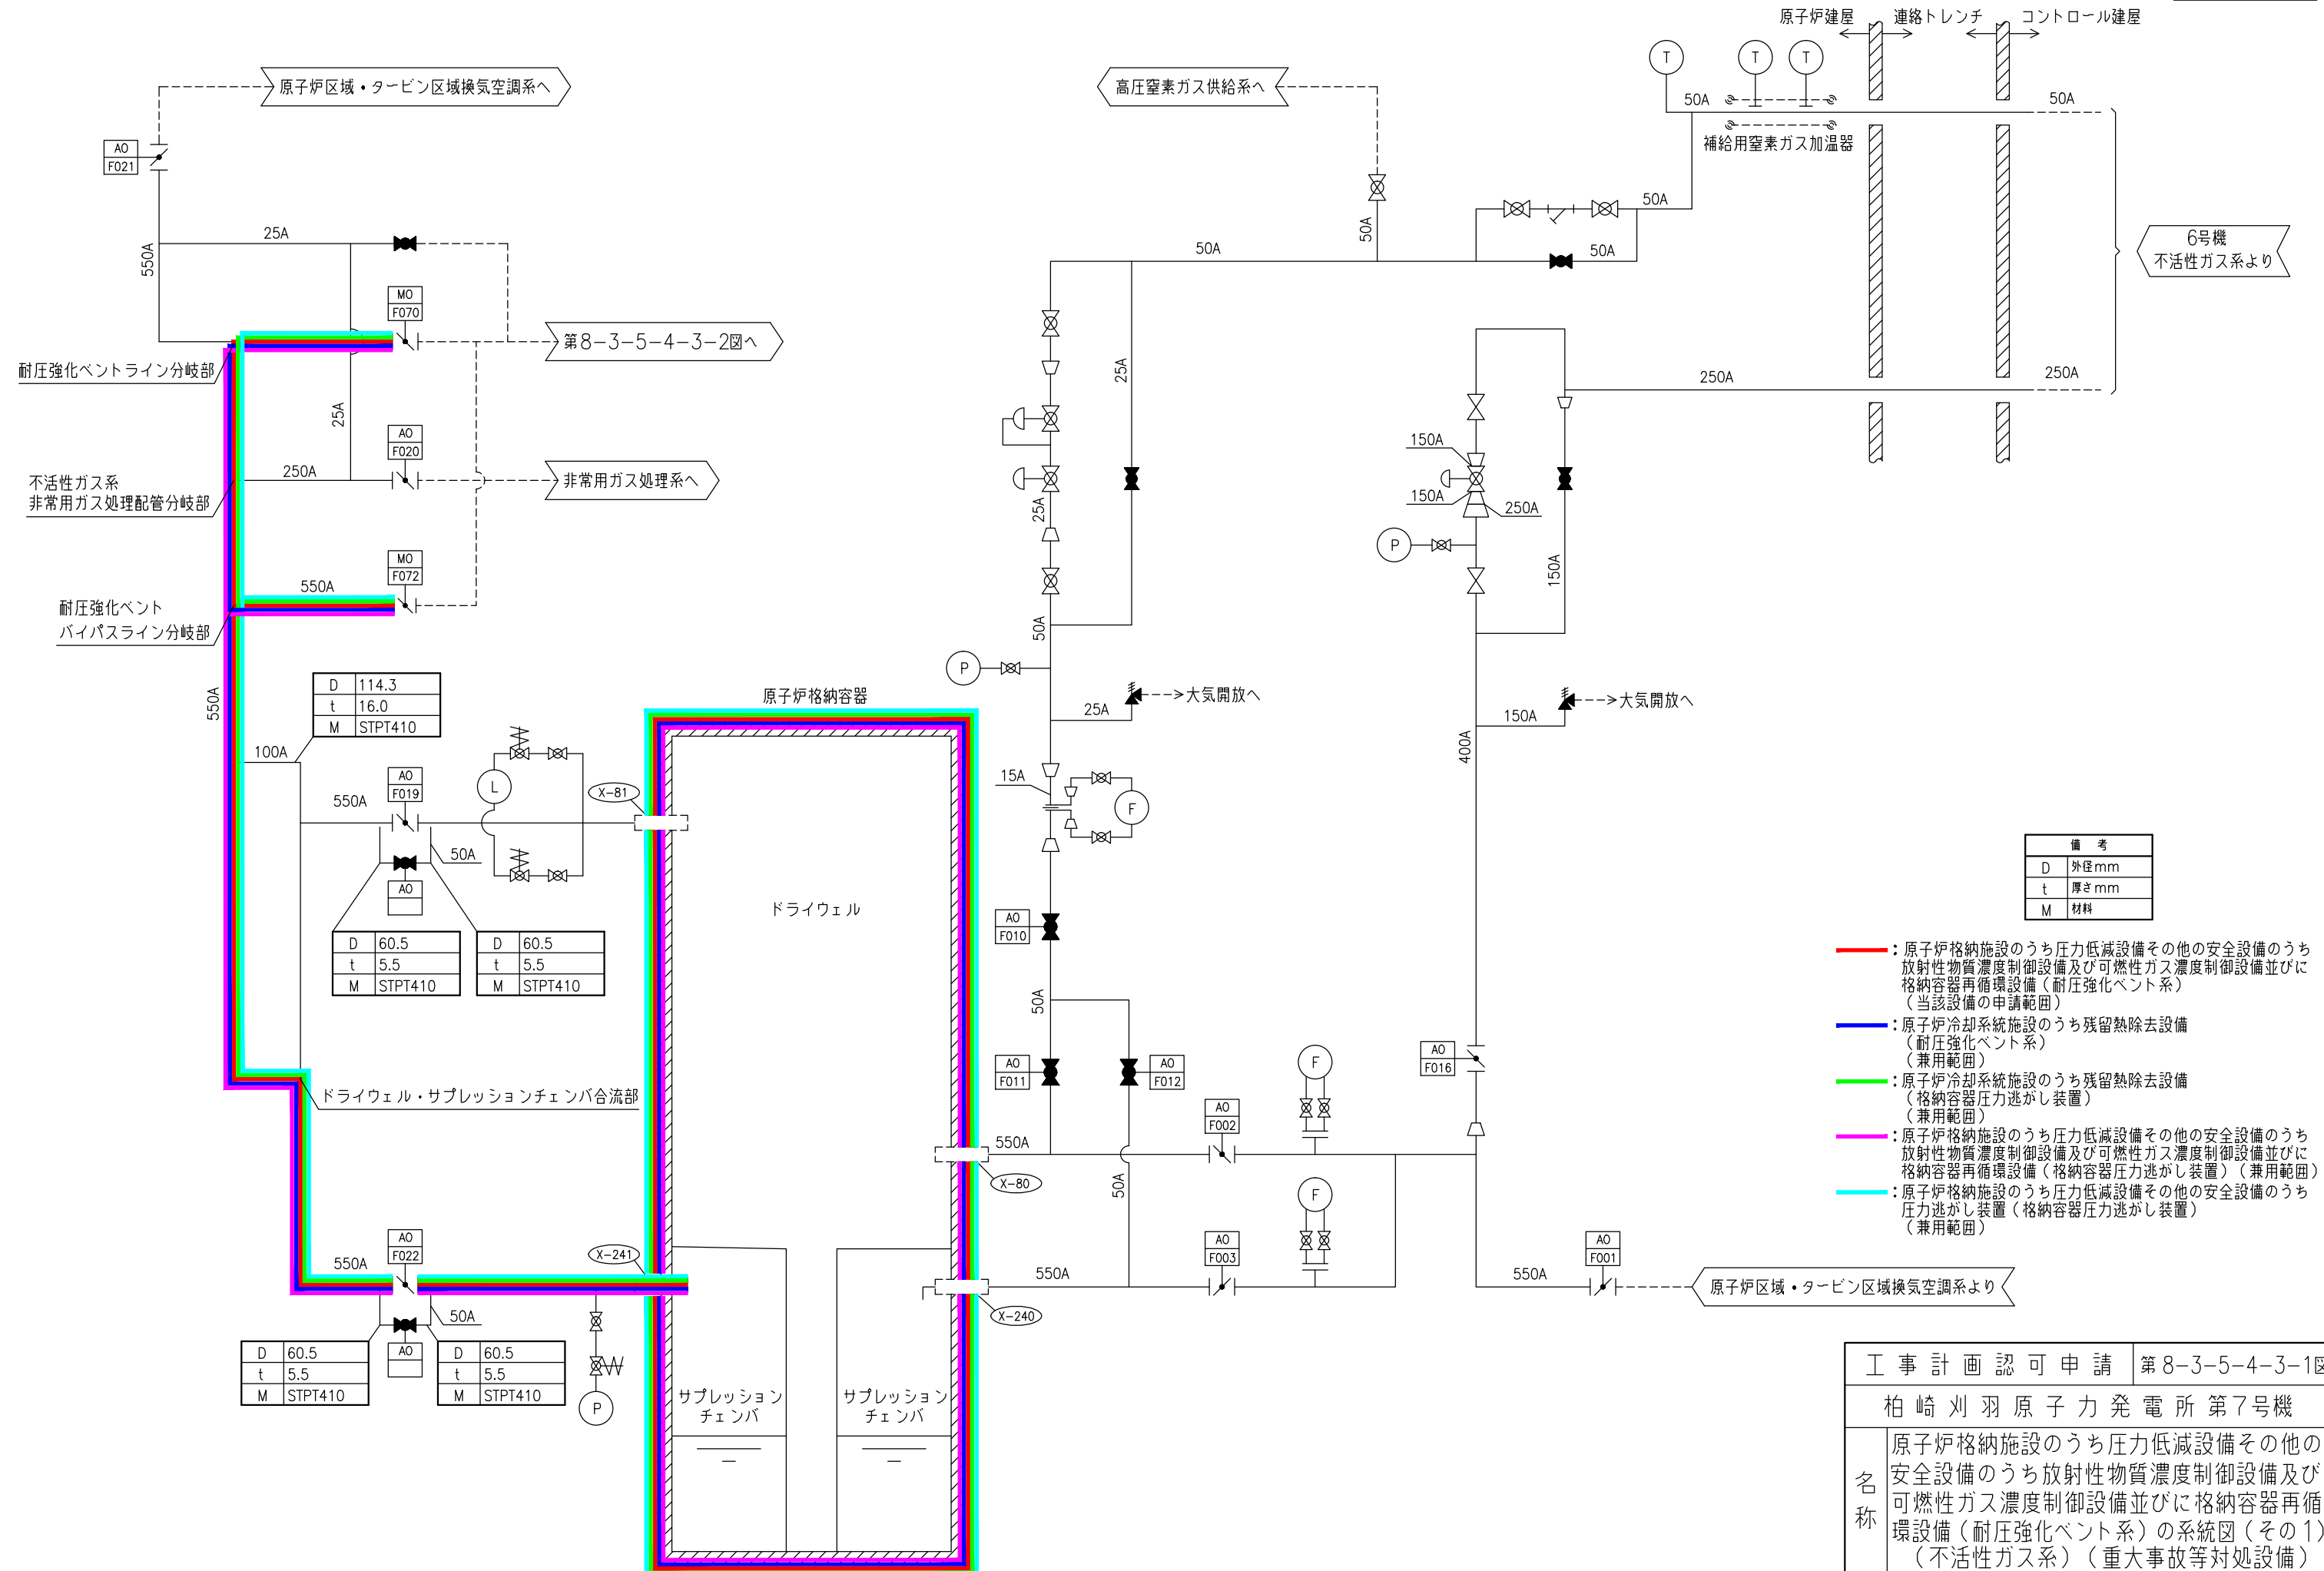 原子炉建屋
連絡トレンチ
コントロール建屋
原子炉区域・タービン区域換気空調系へ
高圧窒素ガス供給系へ
T
T
T
50A
50A
補給用窒素ガス加温器
AO
F021
50A
50A
6号機
不活性ガス系より
25A
550A
50A
50A
MO
F070
第8-3-5-4-3-2図へ
耐圧強化ベントライン分岐部
25A
25A
250A
250A
AO
F020
150A
250A
非常用ガス処理系へ
不活性ガス系
非常用ガス処理配管分岐部
150A
250A
25A
P
MO
F072
550A
150A
耐圧強化ベント
バイパスライン分岐部
50A
P
D 114.3
t 16.0
M STPT410
550A
原子炉格納容器
大気開放へ
大気開放へ
25A
150A
100A
400A
AO
F019
L
X-81
15A
F
550A
50A
AO
備 考
D 外径mm
t 厚さmm
M 材料
ドライウェル
AO
F010
D 60.5
t 5.5
M STPT410
D 60.5
t 5.5
M STPT410
:原子炉格納施設のうち圧力低減設備その他の安全設備のうち
放射性物質濃度制御設備及び可燃性ガス濃度制御設備並びに
格納容器再循環設備(耐圧強化ベント系)
(当該設備の申請範囲)
:原子炉冷却系統施設のうち残留熱除去設備
(耐圧強化ベント系)
(兼用範囲)
:原子炉冷却系統施設のうち残留熱除去設備
(格納容器圧力逃がし装置)
(兼用範囲)
:原子炉格納施設のうち圧力低減設備その他の安全設備のうち
放射性物質濃度制御設備及び可燃性ガス濃度制御設備並びに
格納容器再循環設備(格納容器圧力逃がし装置)(兼用範囲)
:原子炉格納施設のうち圧力低減設備その他の安全設備のうち
圧力逃がし装置(格納容器圧力逃がし装置)
(兼用範囲)
50A
AO
F011
AO
F012
F
AO
F016
ドライウェル・サプレッションチェンバ合流部
AO
F002
550A
X-80
50A
F
AO
F022
X-241
550A
AO
F003
550A
AO
F001
550A
原子炉区域・タービン区域換気空調系より
X-240
50A
AO
D 60.5
t 5.5
M STPT410
D 60.5
t 5.5
M STPT410
P
サプレッション
チェンバ
サプレッション
チェンバ
工事計画認可申請
第8-3-5-4-3-1図
柏崎刈羽原子力発電所第7号機
名称
原子炉格納施設のうち圧力低減設備その他の
安全設備のうち放射性物質濃度制御設備及び
可燃性ガス濃度制御設備並びに格納容器再循
環設備(耐圧強化ベント系)の系統図(その1)
(不活性ガス系)(重大事故等対処設備)